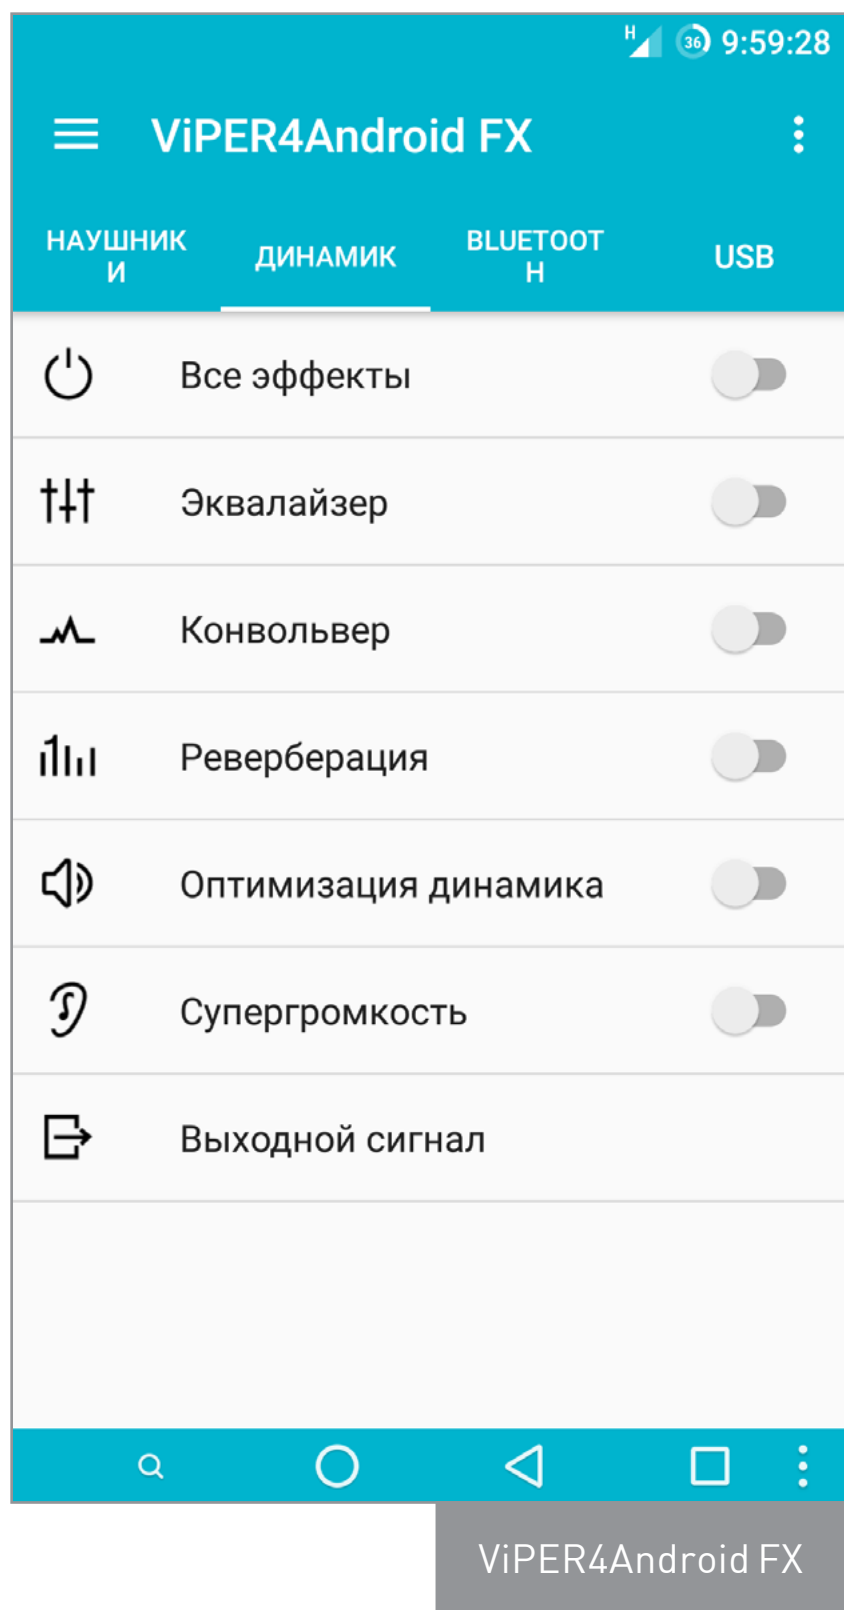 H 36 9:59:28
ViPER4Android FX
НАУШНИК
И
ДИНАМИК
BLUETOOT
H
USB
Все эффекты
Эквалайзер
Конвольвер
Реверберация
Оптимизация динамика
Супергромкость
Выходной сигнал
ViPER4Android FX